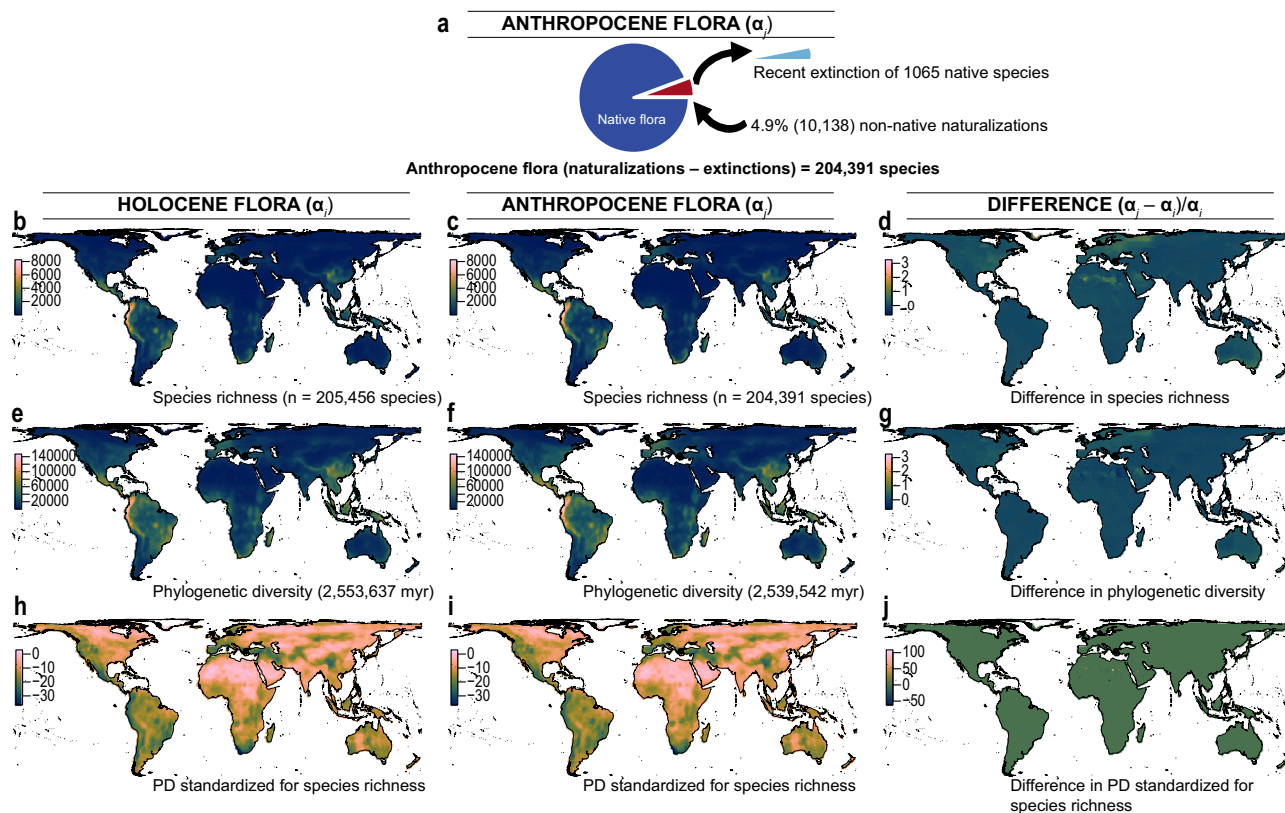 a
ANTHROPOCENE FLORA (αj)
Recent extinction of 1065 native species
Native flora
4.9% (10,138) non-native naturalizations
Anthropocene flora (naturalizations – extinctions) = 204,391 species
HOLOCENE FLORA (αi)
ANTHROPOCENE FLORA (αj)
DIFFERENCE (αj – αi)/αi
b
8000
6000
4000
2000
Species richness (n = 205,456 species)
c
8000
6000
4000
2000
Species richness (n = 204,391 species)
d
3
2
1
0
Difference in species richness
e
140000
100000
60000
20000
Phylogenetic diversity (2,553,637 myr)
f
140000
100000
60000
20000
Phylogenetic diversity (2,539,542 myr)
g
3
2
1
0
Difference in phylogenetic diversity
h
0
−10
−20
−30
PD standardized for species richness
i
0
−10
−20
−30
PD standardized for species richness
j
100
50
0
−50
Difference in PD standardized for
species richness